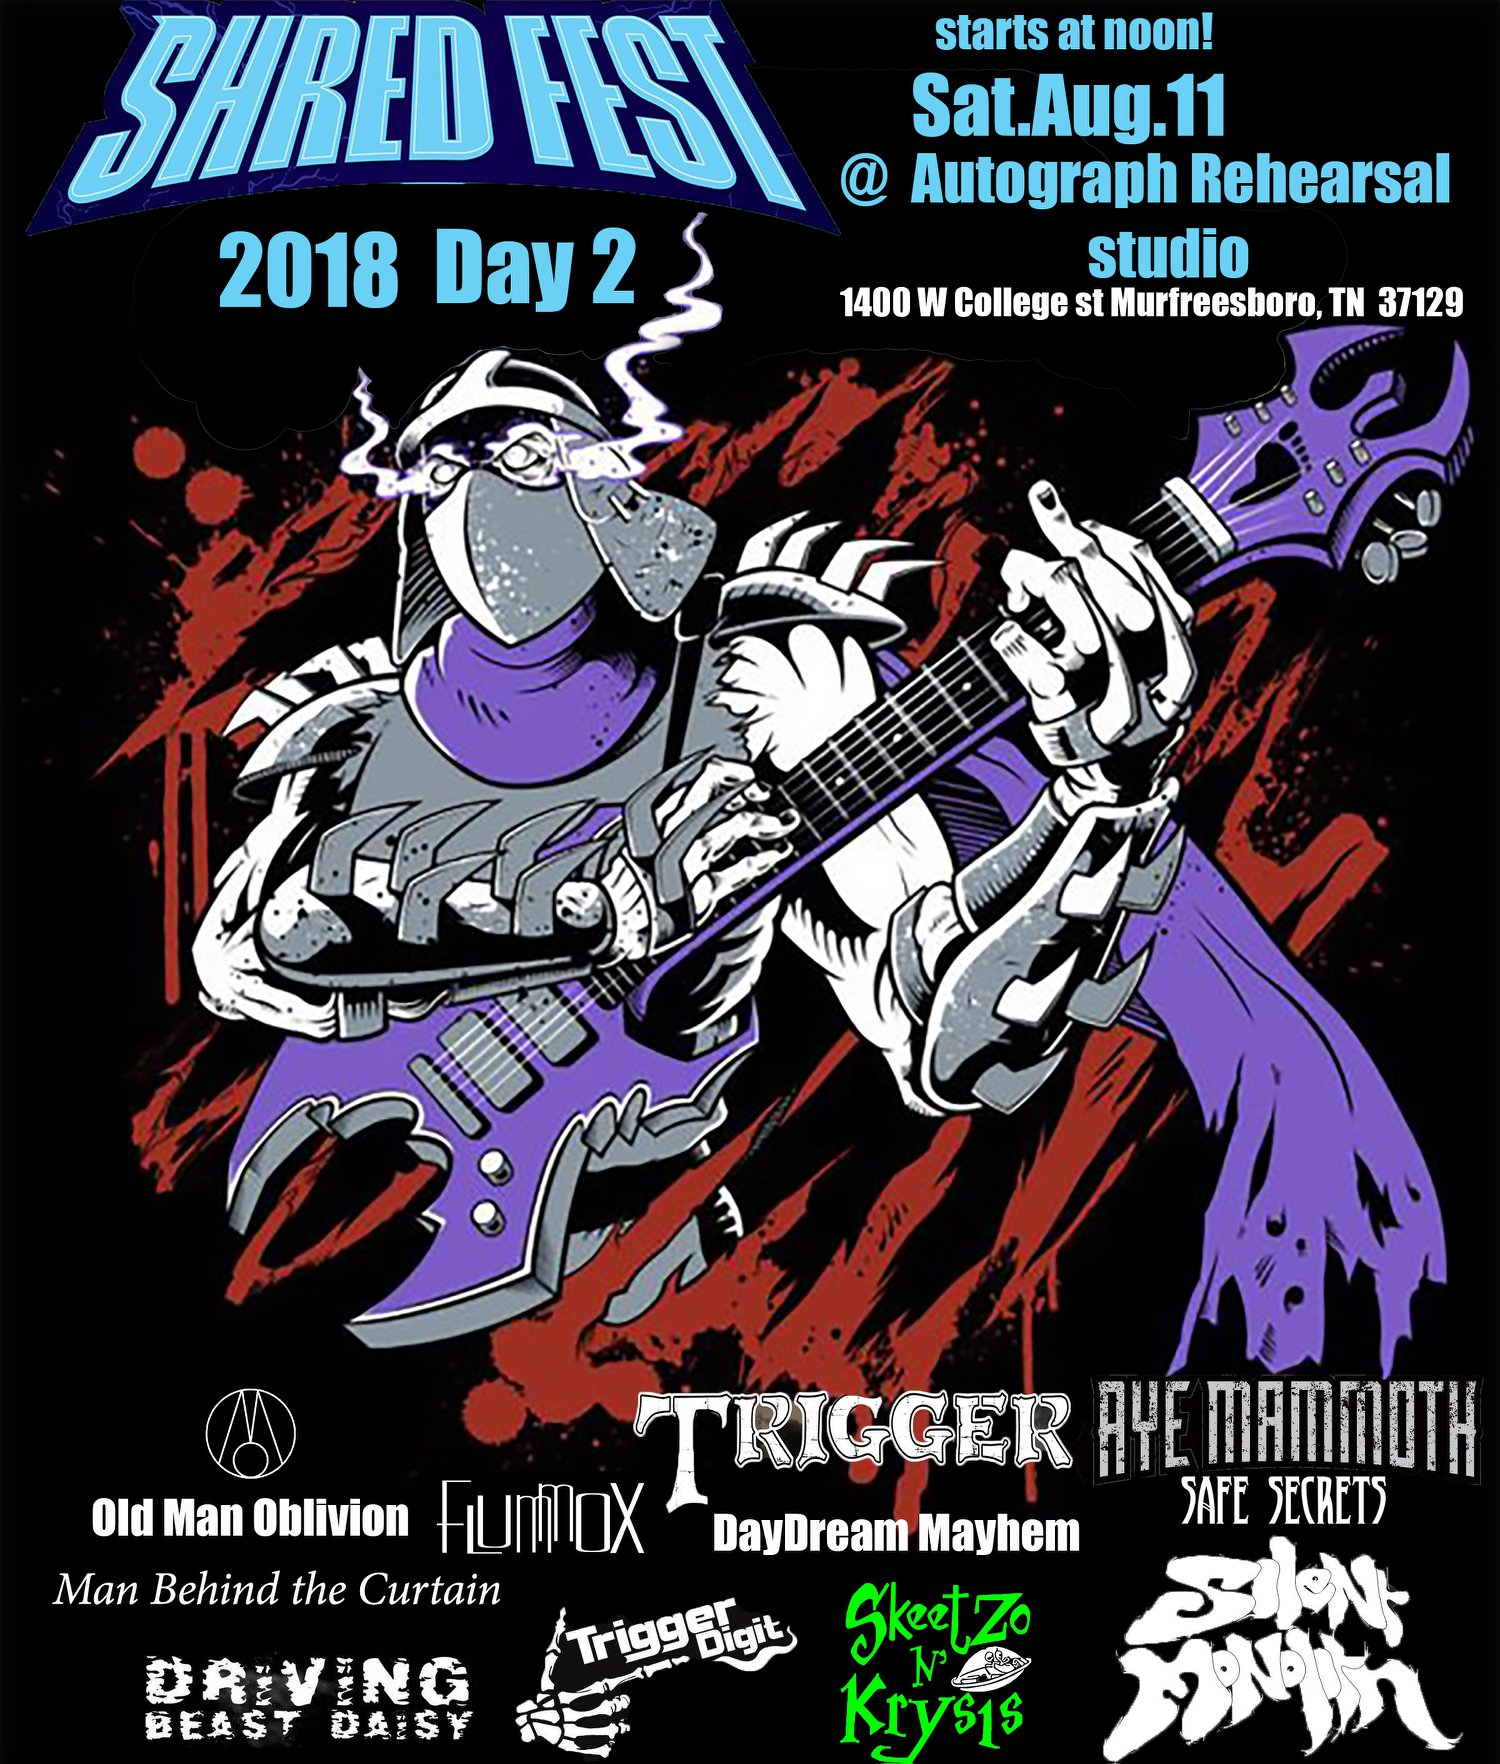 SHRED FEST
2018 Day 2
starts at noon!
Sat.Aug.11
@ Autograph Rehearsal
studio
1400 W College st Murfreesboro, TN 37129
Old Man Oblivion
FLUMMOX
TRIGGER
DayDream Mayhem
AYE MAMMOTH
SAFE SECRETS
Man Behind the Curtain
DRIVING
BEAST DAISY
Trigger
Digit
SkeetZo
N'
Krys1s
Silent
Monolith